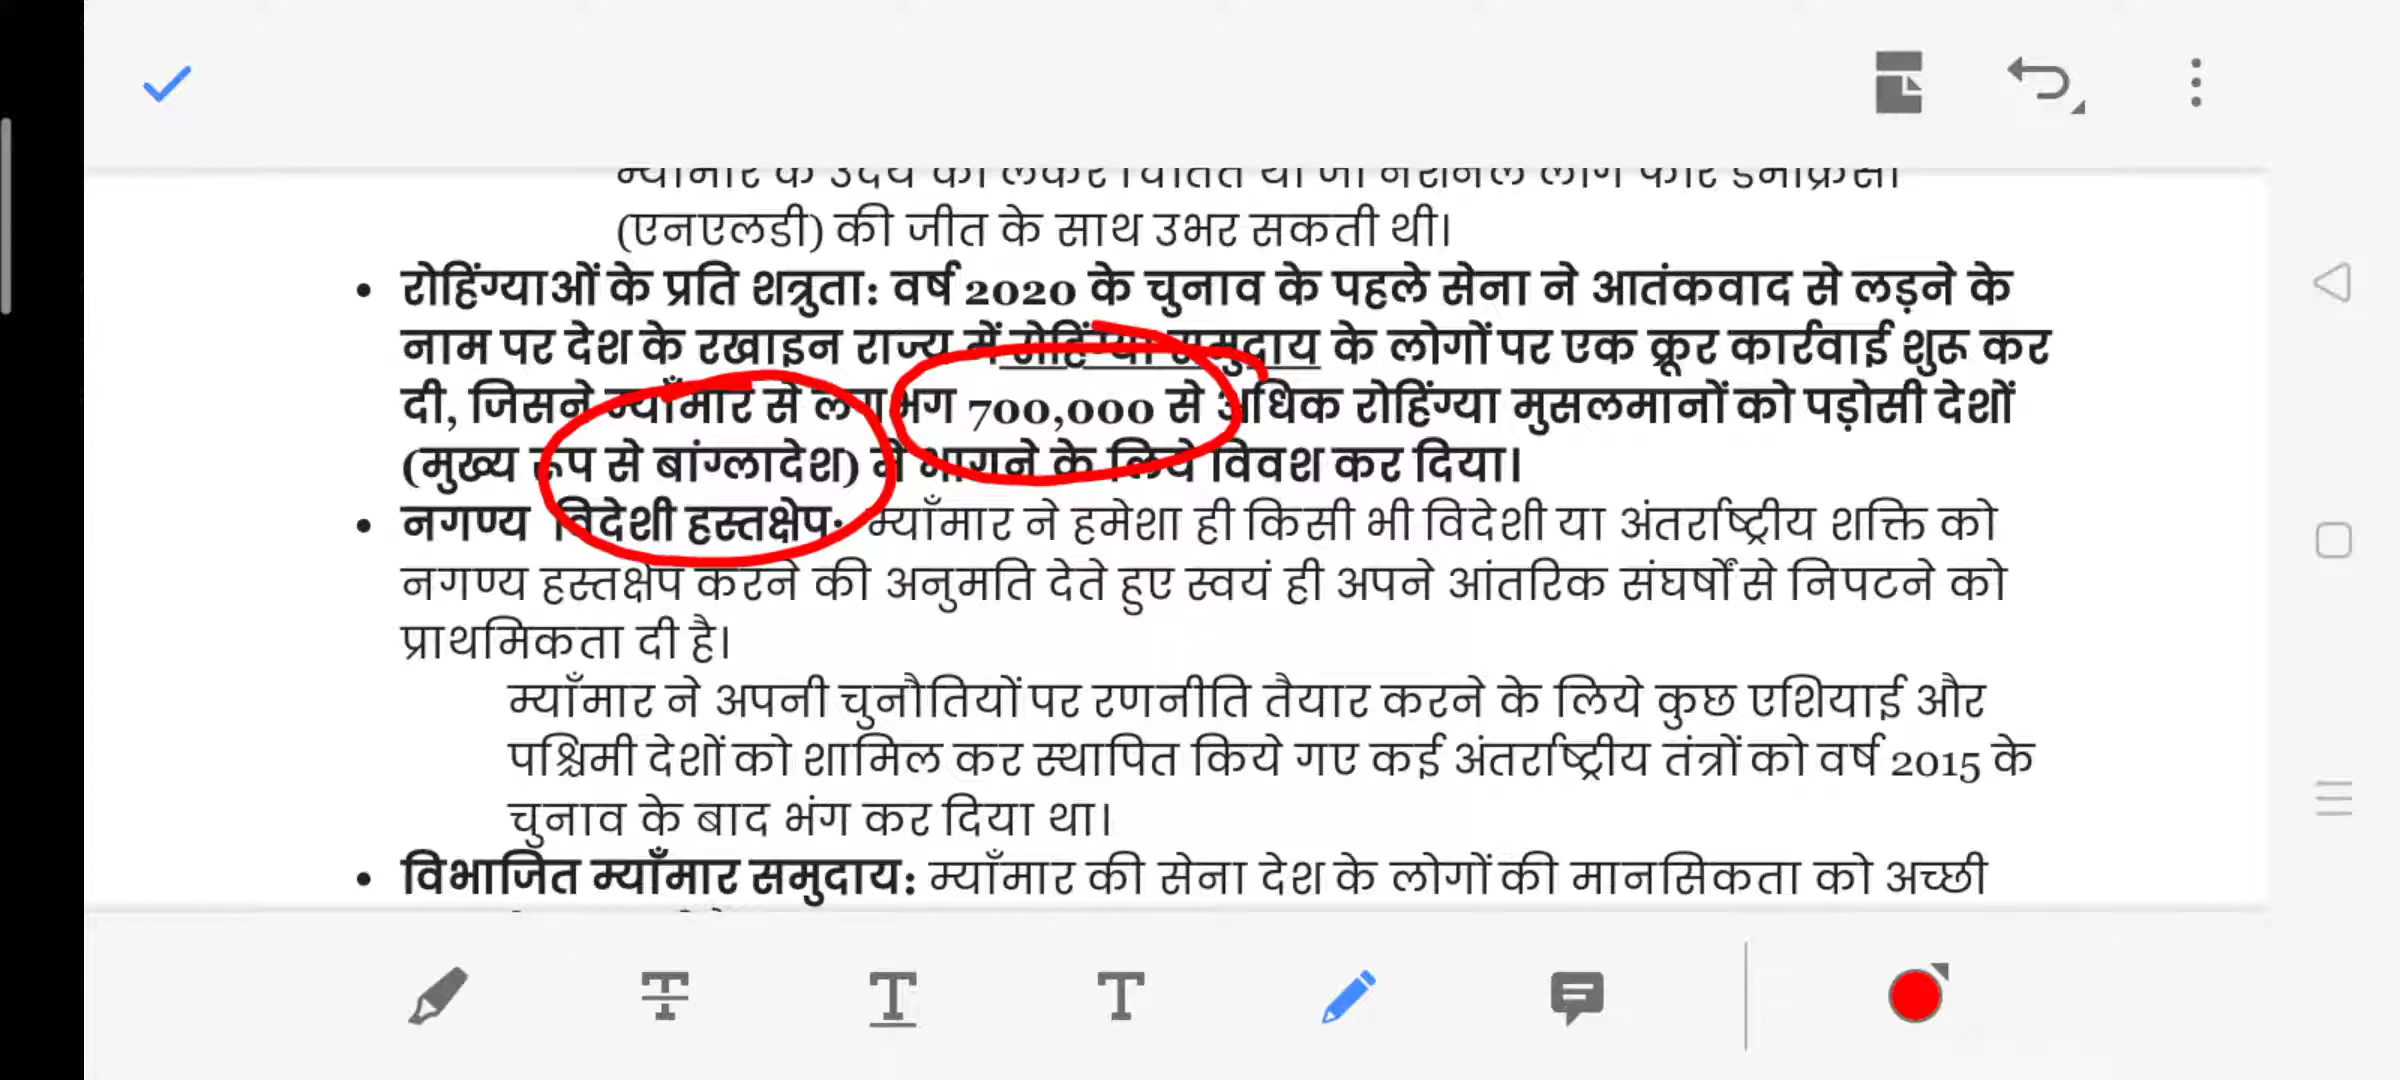 म्याँमार के उदय को लेकर चिंतित थी जो नेशनल लीग फॉर डेमोक्रेसी
(एनएलडी) की जीत के साथ उभर सकती थी।
• रोहिंग्याओं के प्रति शत्रुता: वर्ष 2020 के चुनाव के पहले सेना ने आतंकवाद से लड़ने के
नाम पर देश के रखाइन राज्य में रोहिंग्या समुदाय के लोगों पर एक क्रूर कार्रवाई शुरू कर
दी, जिसने म्याँमार से लगभग 700,000 से अधिक रोहिंग्या मुसलमानों को पड़ोसी देशों
(मुख्य रूप से बांग्लादेश) में भागने के लिये विवश कर दिया।
• नगण्य विदेशी हस्तक्षेप: म्याँमार ने हमेशा ही किसी भी विदेशी या अंतर्राष्ट्रीय शक्ति को
नगण्य हस्तक्षेप करने की अनुमति देते हुए स्वयं ही अपने आंतरिक संघर्षों से निपटने को
प्राथमिकता दी है।
म्याँमार ने अपनी चुनौतियों पर रणनीति तैयार करने के लिये कुछ एशियाई और
पश्चिमी देशों को शामिल कर स्थापित किये गए कई अंतर्राष्ट्रीय तंत्रों को वर्ष 2015 के
चुनाव के बाद भंग कर दिया था।
• विभाजित म्याँमार समुदाय: म्याँमार की सेना देश के लोगों की मानसिकता को अच्छी